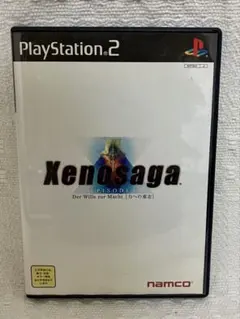 PlayStation 2
Xenosaga
EPISODE I
Der Wille zur Macht [力への意志]
namco